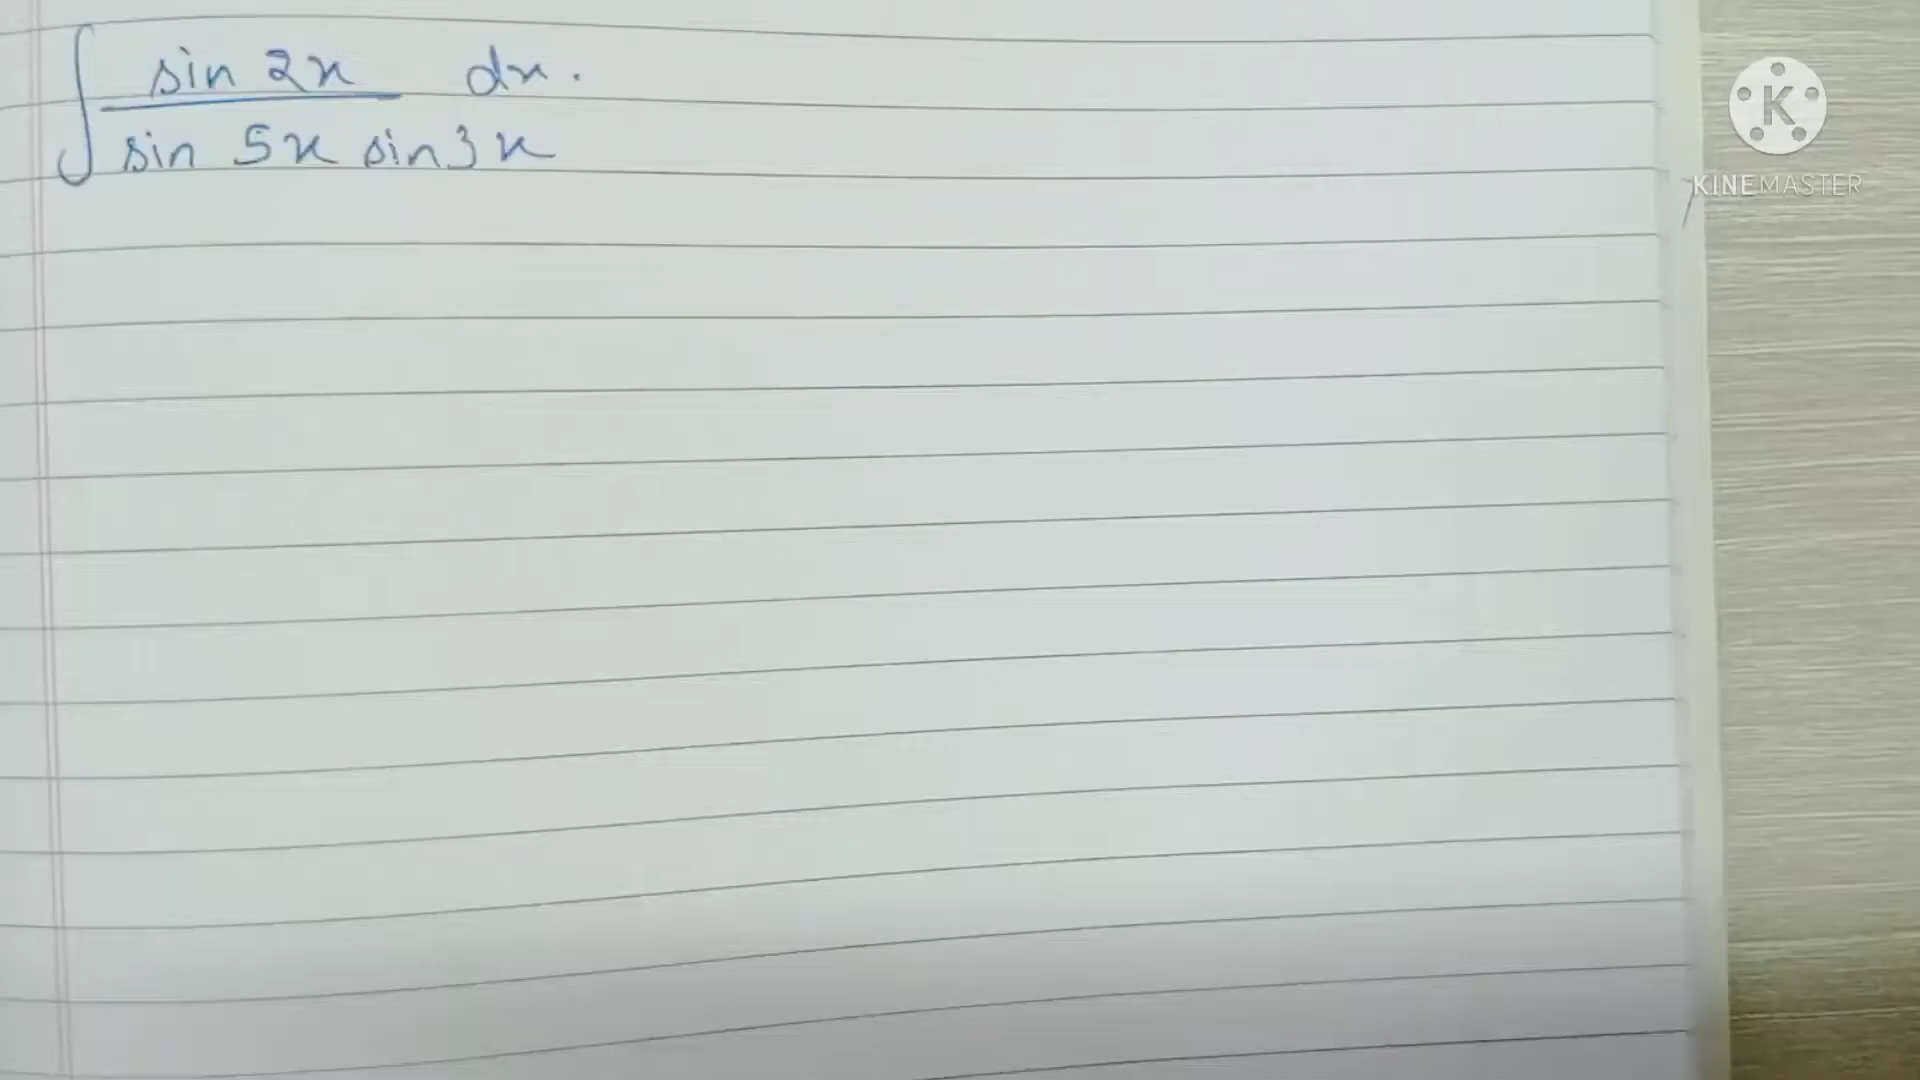 ∫ sin 2x / sin 5x sin 3x dx.
K
KINEMASTER